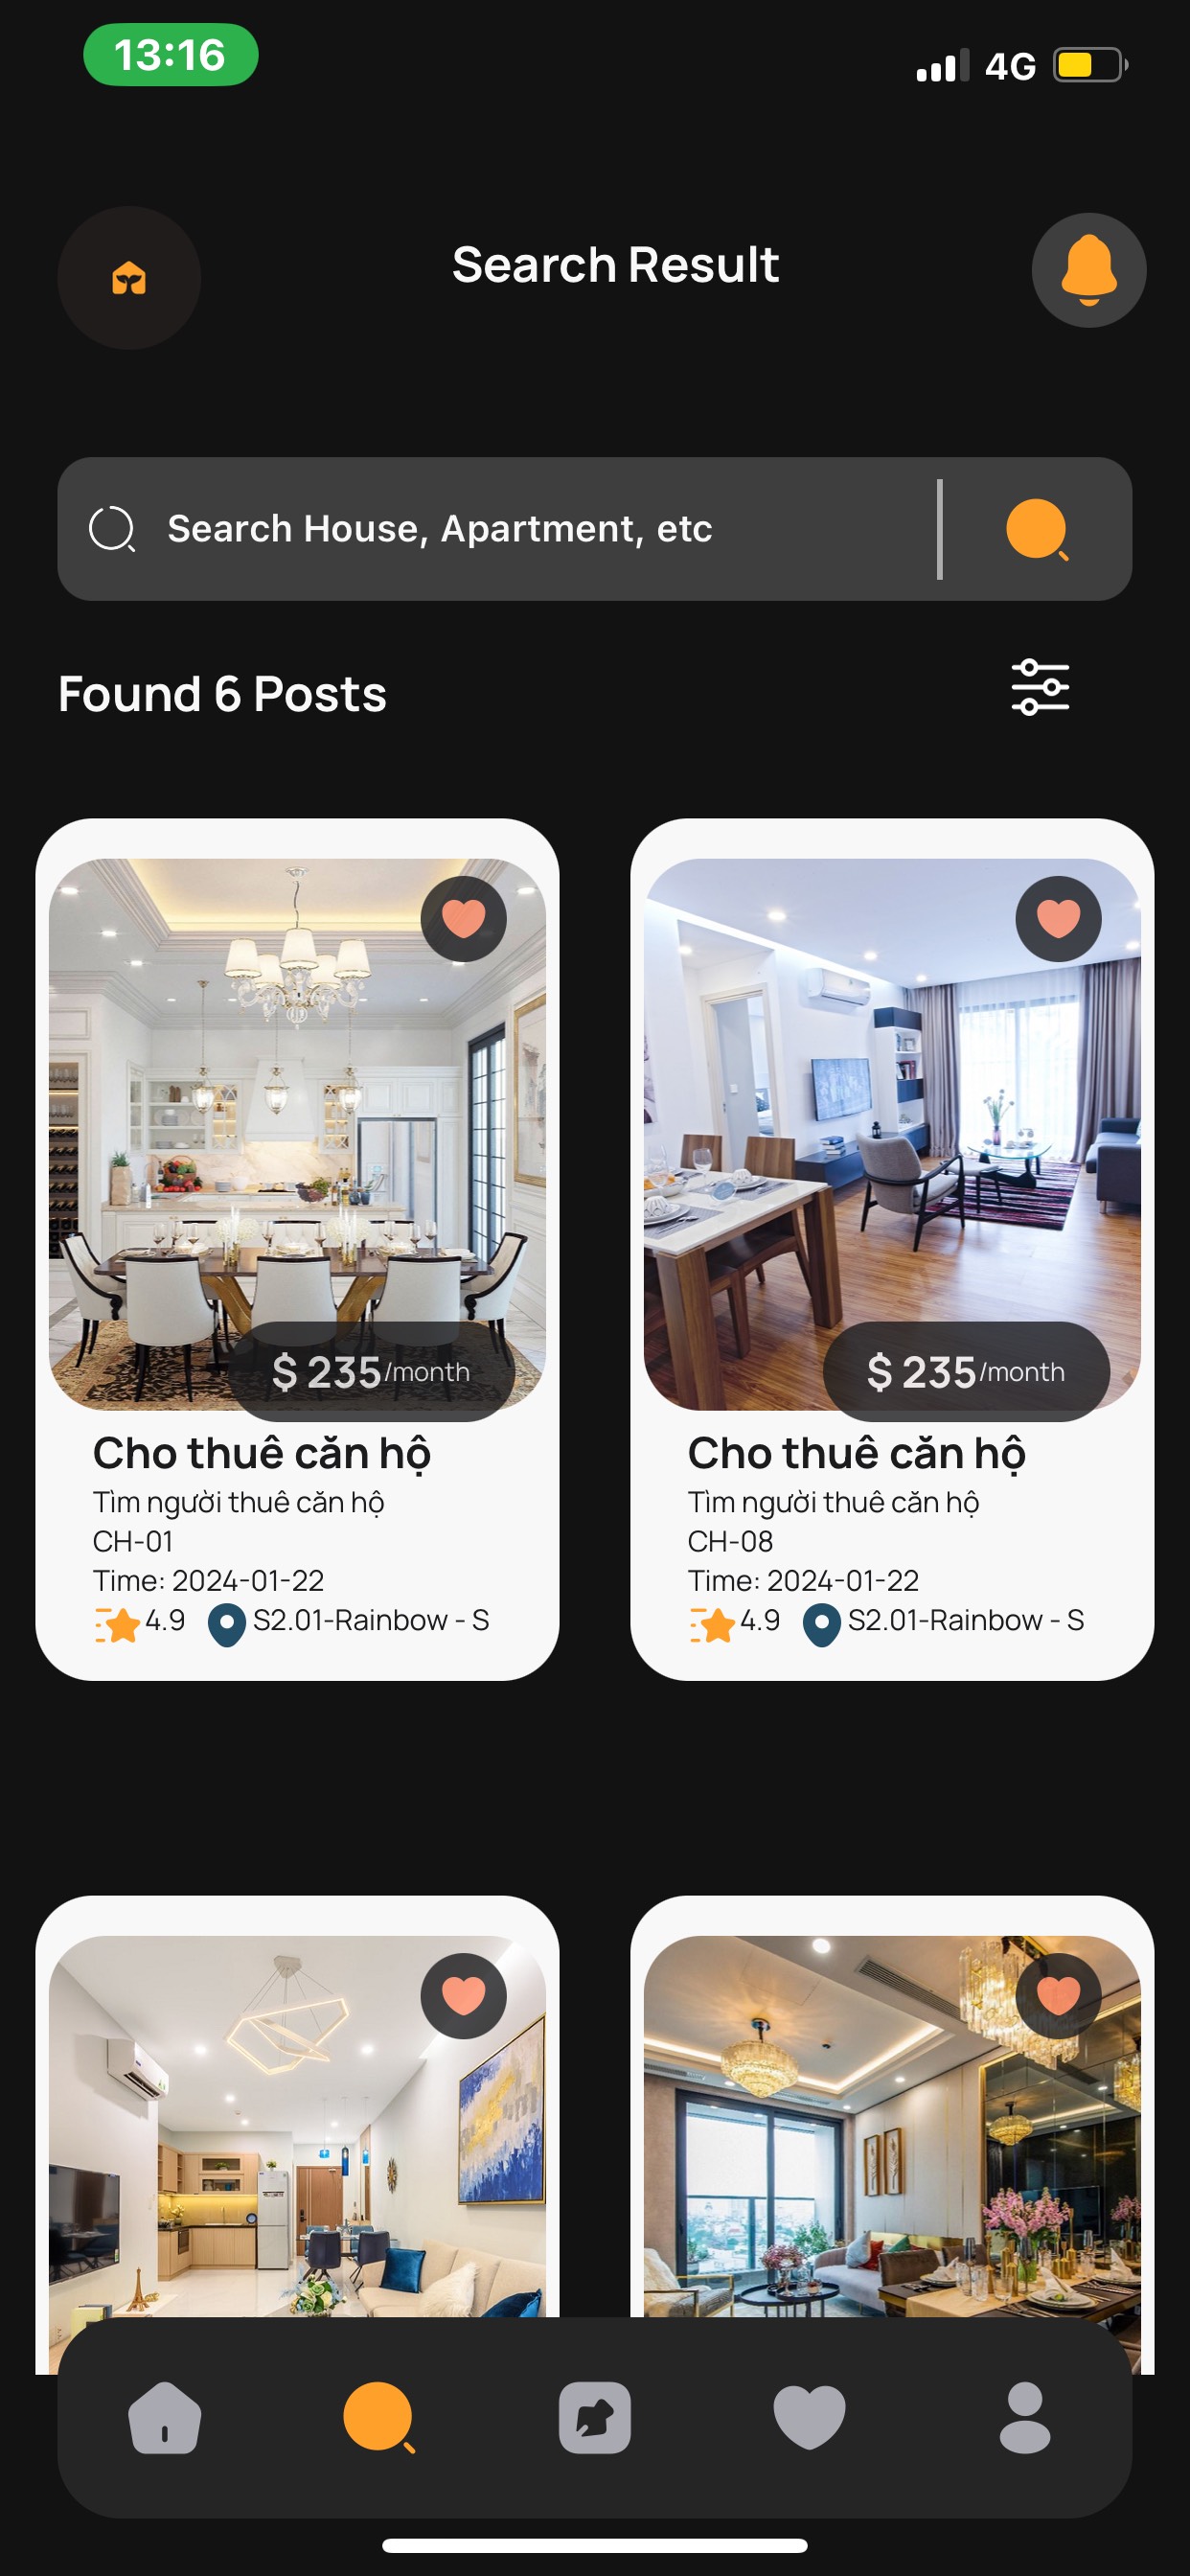 13:16
4G
Search Result
Search House, Apartment, etc
Found 6 Posts
$ 235/month
Cho thuê căn hộ
Tìm người thuê căn hộ
CH-01
Time: 2024-01-22
4.9 S2.01-Rainbow - S
$ 235/month
Cho thuê căn hộ
Tìm người thuê căn hộ
CH-08
Time: 2024-01-22
4.9 S2.01-Rainbow - S